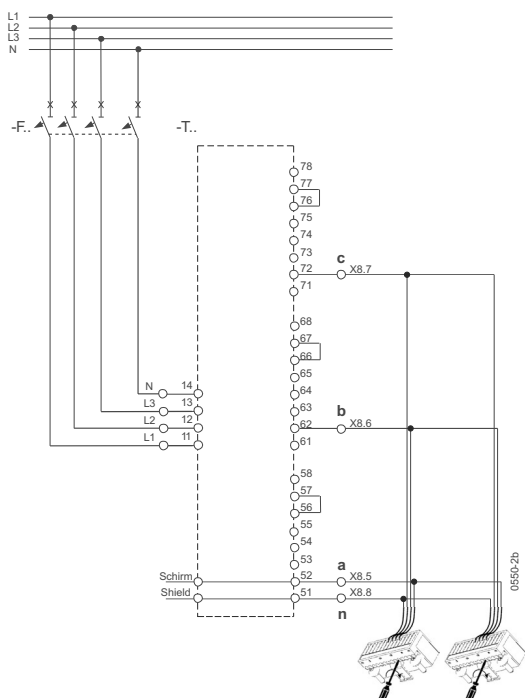 L1
L2
L3
N
-F..
-T..
78
77
76
75
74
73
c
72
X8.7
71
68
67
66
65
N
14
64
L3
13
63
b
L2
12
62
X8.6
L1
11
61
58
57
56
55
54
53
a
Schirm
52
X8.5
Shield
51
X8.8
n
0550-2b